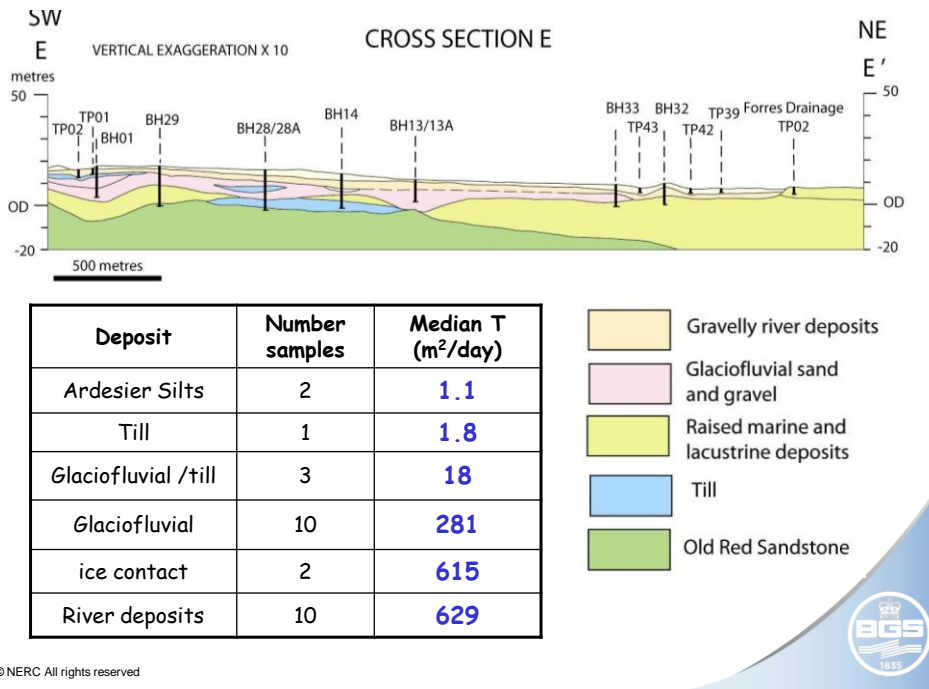 SW
E
VERTICAL EXAGGERATION X 10
CROSS SECTION E
NE
E'
metres
50
50
TP02
TP01
BH01
BH29
BH28/28A
BH14
BH13/13A
BH33
TP43
BH32
TP42
TP39
Forres Drainage
TP02
OD
OD
-20
-20
500 metres
Deposit Number samples Median T (m²/day)
Ardesier Silts 2 1.1
Till 1 1.8
Glaciofluvial /till 3 18
Glaciofluvial 10 281
ice contact 2 615
River deposits 10 629
Gravelly river deposits
Glaciofluvial sand
and gravel
Raised marine and
lacustrine deposits
Till
Old Red Sandstone
BGS
1835
© NERC All rights reserved